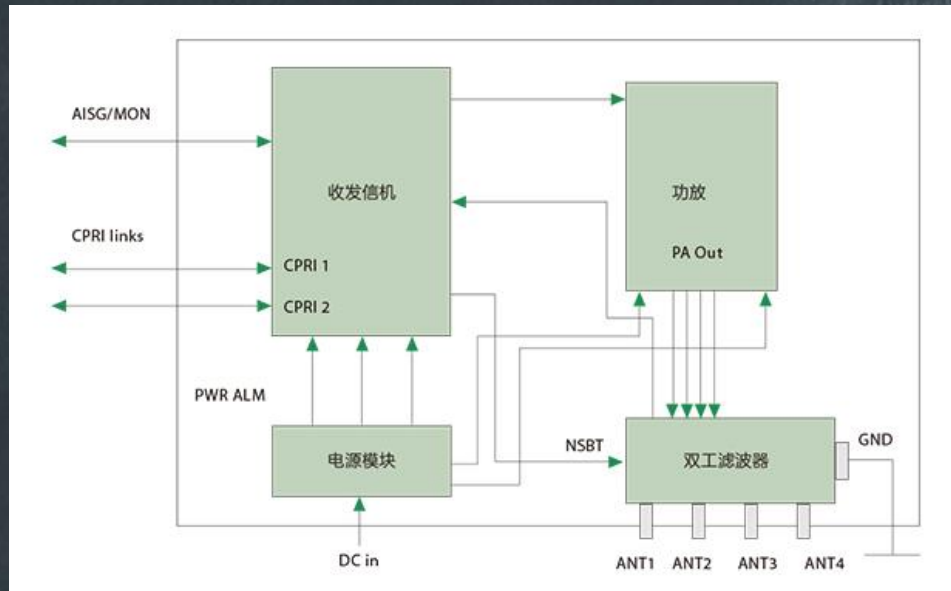 AISG/MON
收发信机
功放
CPRI links
PA Out
CPRI 1
CPRI 2
PWR ALM
电源模块
NSBT
双工滤波器
GND
DC in
ANT1
ANT2
ANT3
ANT4